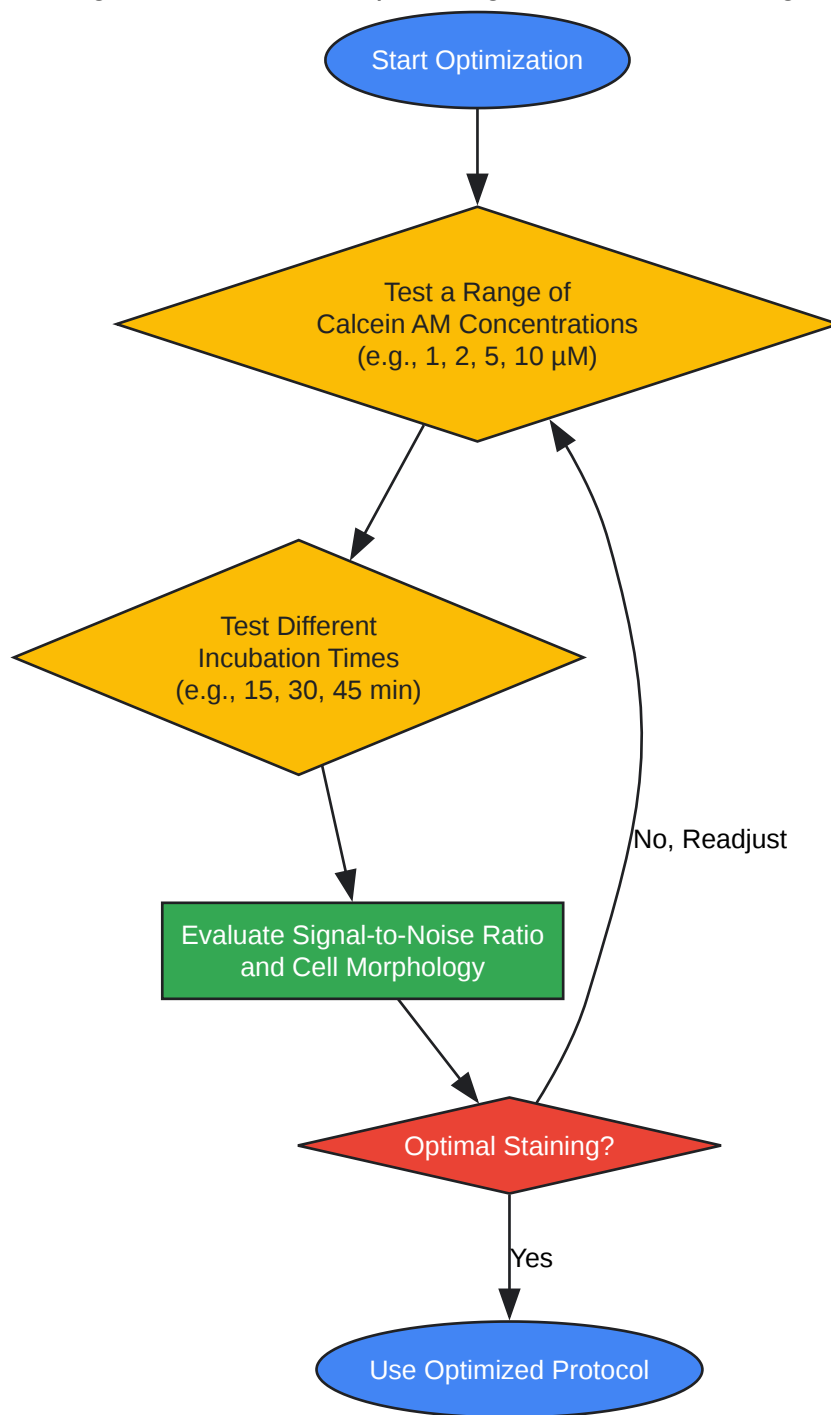 Start Optimization
Test a Range of
Calcein AM Concentrations
(e.g., 1, 2, 5, 10 µM)
Test Different
Incubation Times
(e.g., 15, 30, 45 min)
No, Readjust
Evaluate Signal-to-Noise Ratio
and Cell Morphology
Optimal Staining?
Yes
Use Optimized Protocol